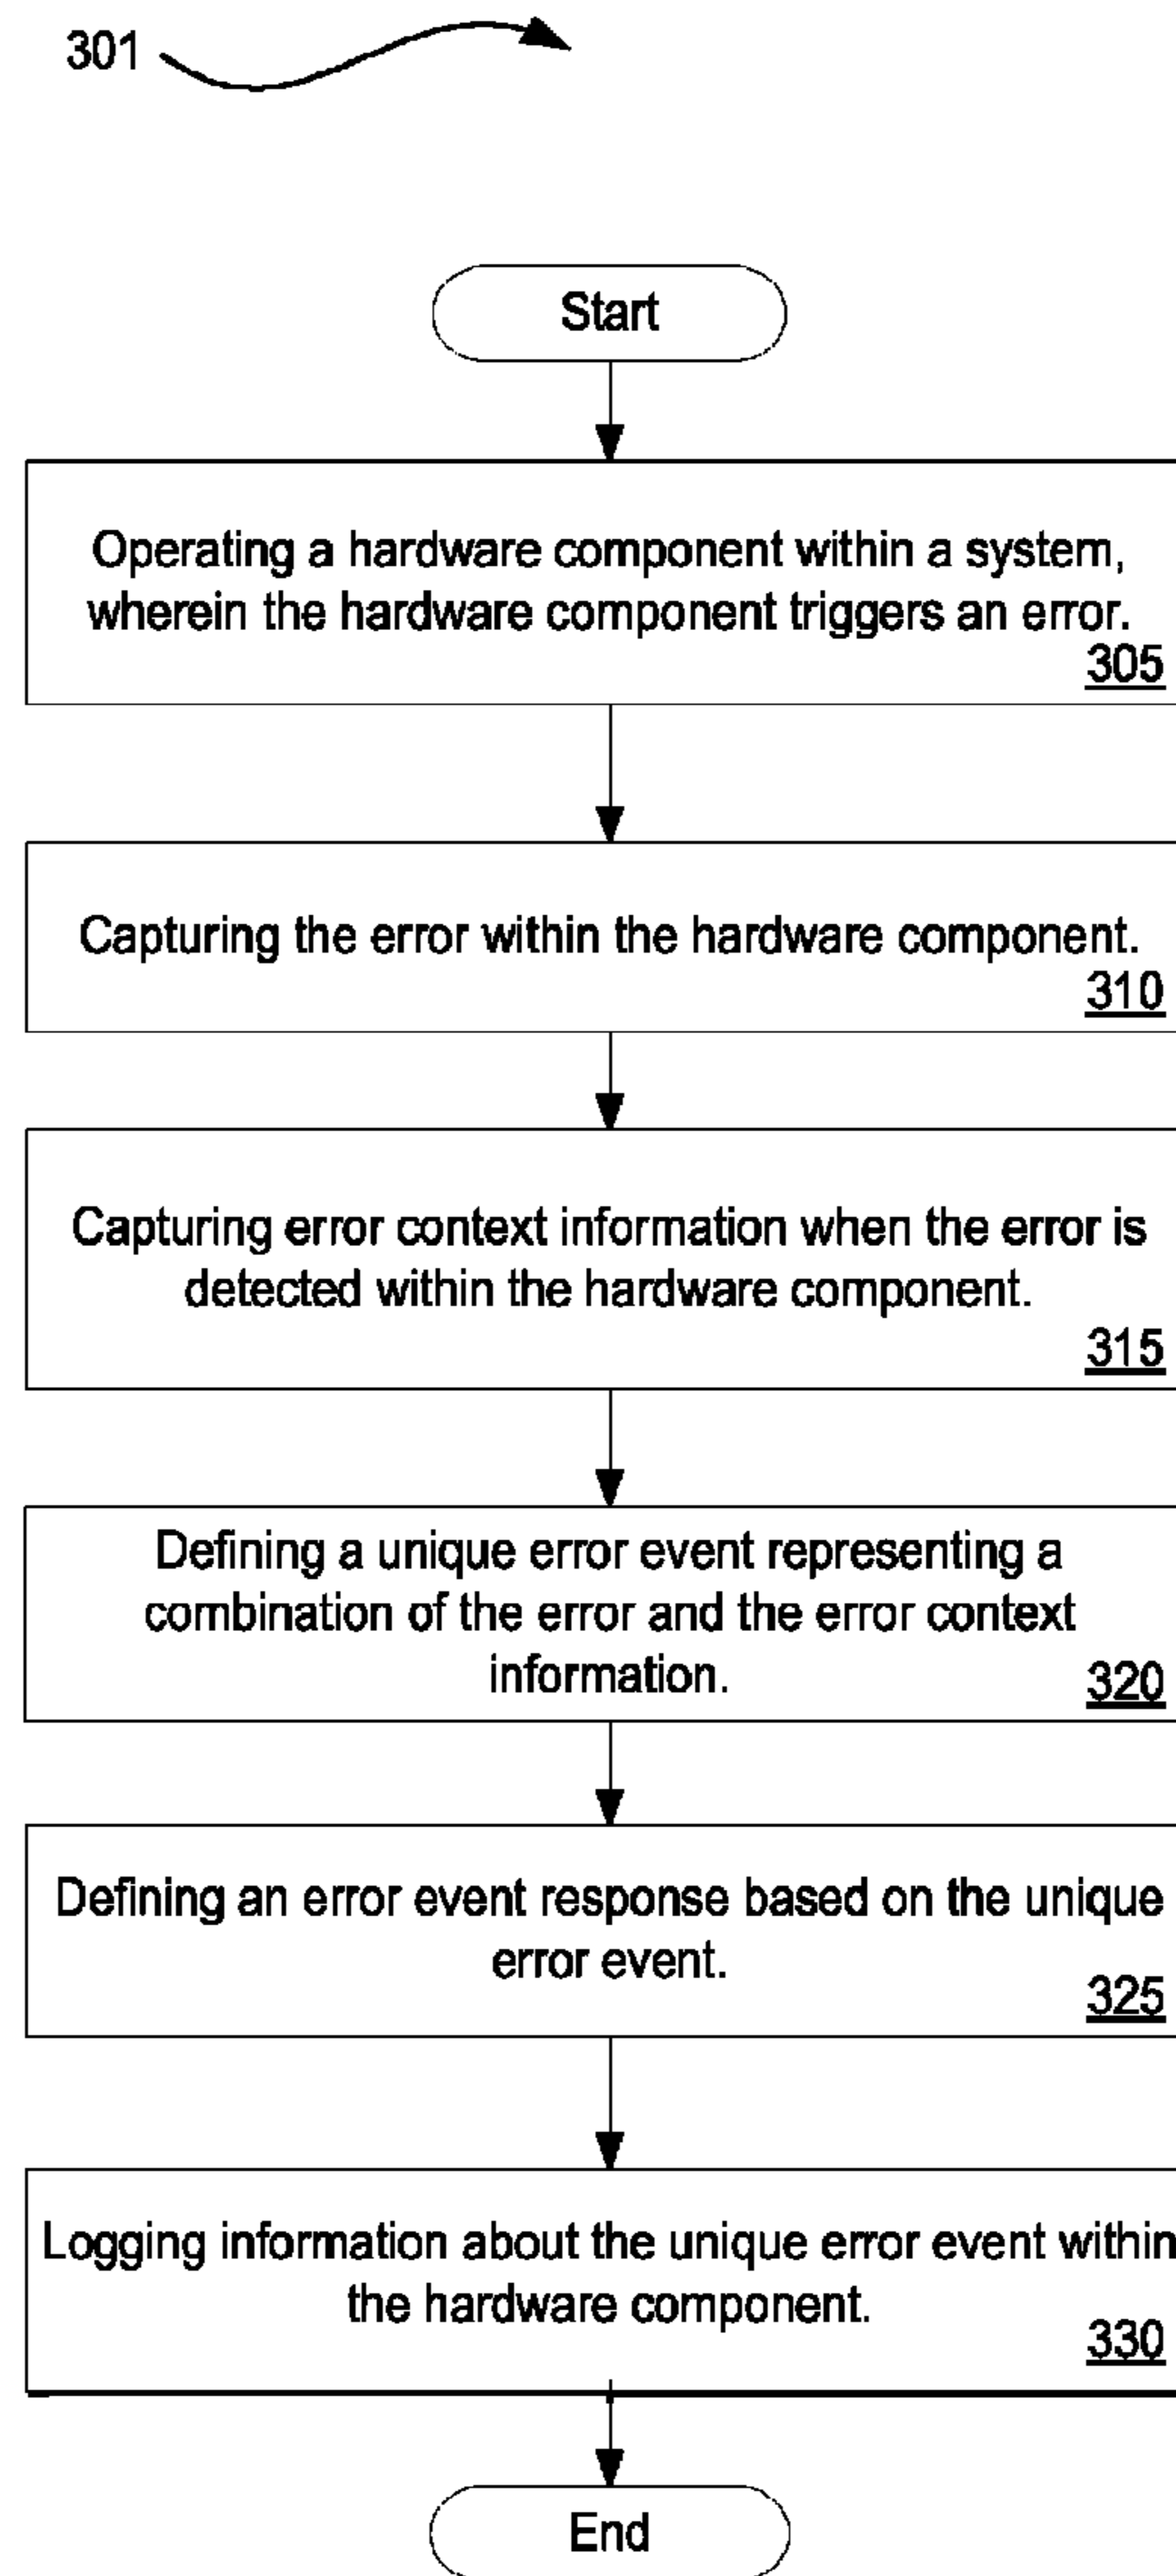 301
Start
Operating a hardware component within a system,
wherein the hardware component triggers an error.
305
Capturing the error within the hardware component.
310
Capturing error context information when the error is
detected within the hardware component.
315
Defining a unique error event representing a
combination of the error and the error context
information.
320
Defining an error event response based on the unique
error event.
325
Logging information about the unique error event within
the hardware component.
330
End